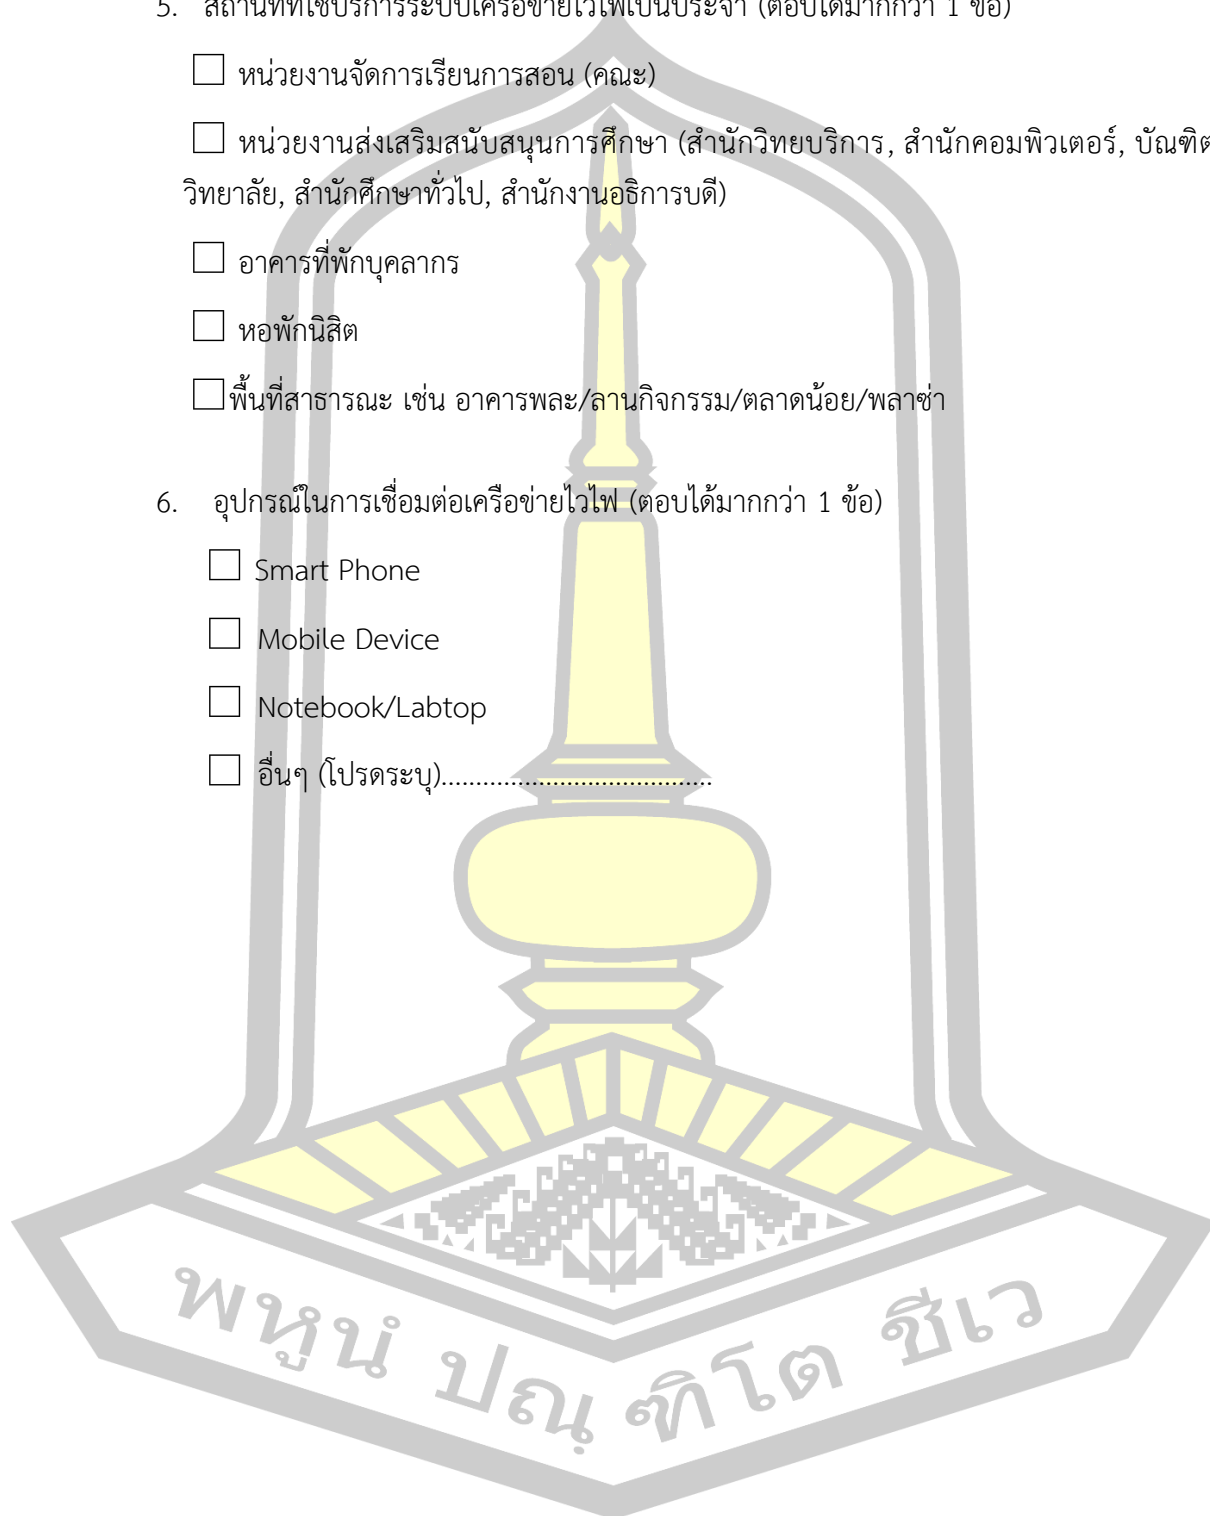 5. สถานที่ที่ใช้บริการระบบเครือข่ายไวไฟเป็นประจำ (ตอบได้มากกว่า 1 ข้อ)
☐ หน่วยงานจัดการเรียนการสอน (คณะ)
☐ หน่วยงานส่งเสริมสนับสนุนการศึกษา (สำนักวิทยบริการ, สำนักคอมพิวเตอร์, บัณฑิต
วิทยาลัย, สำนักศึกษาทั่วไป, สำนักงานอธิการบดี)
☐ อาคารที่พักบุคลากร
☐ หอพักนิสิต
☐ พื้นที่สาธารณะ เช่น อาคารพละ/ลานกิจกรรม/ตลาดน้อย/พลาซ่า
6. อุปกรณ์ในการเชื่อมต่อเครือข่ายไวไฟ (ตอบได้มากกว่า 1 ข้อ)
☐ Smart Phone
☐ Mobile Device
☐ Notebook/Labtop
☐ อื่นๆ (โปรดระบุ).......................................
พหูนํ ปณฺฑิโต ชีเว